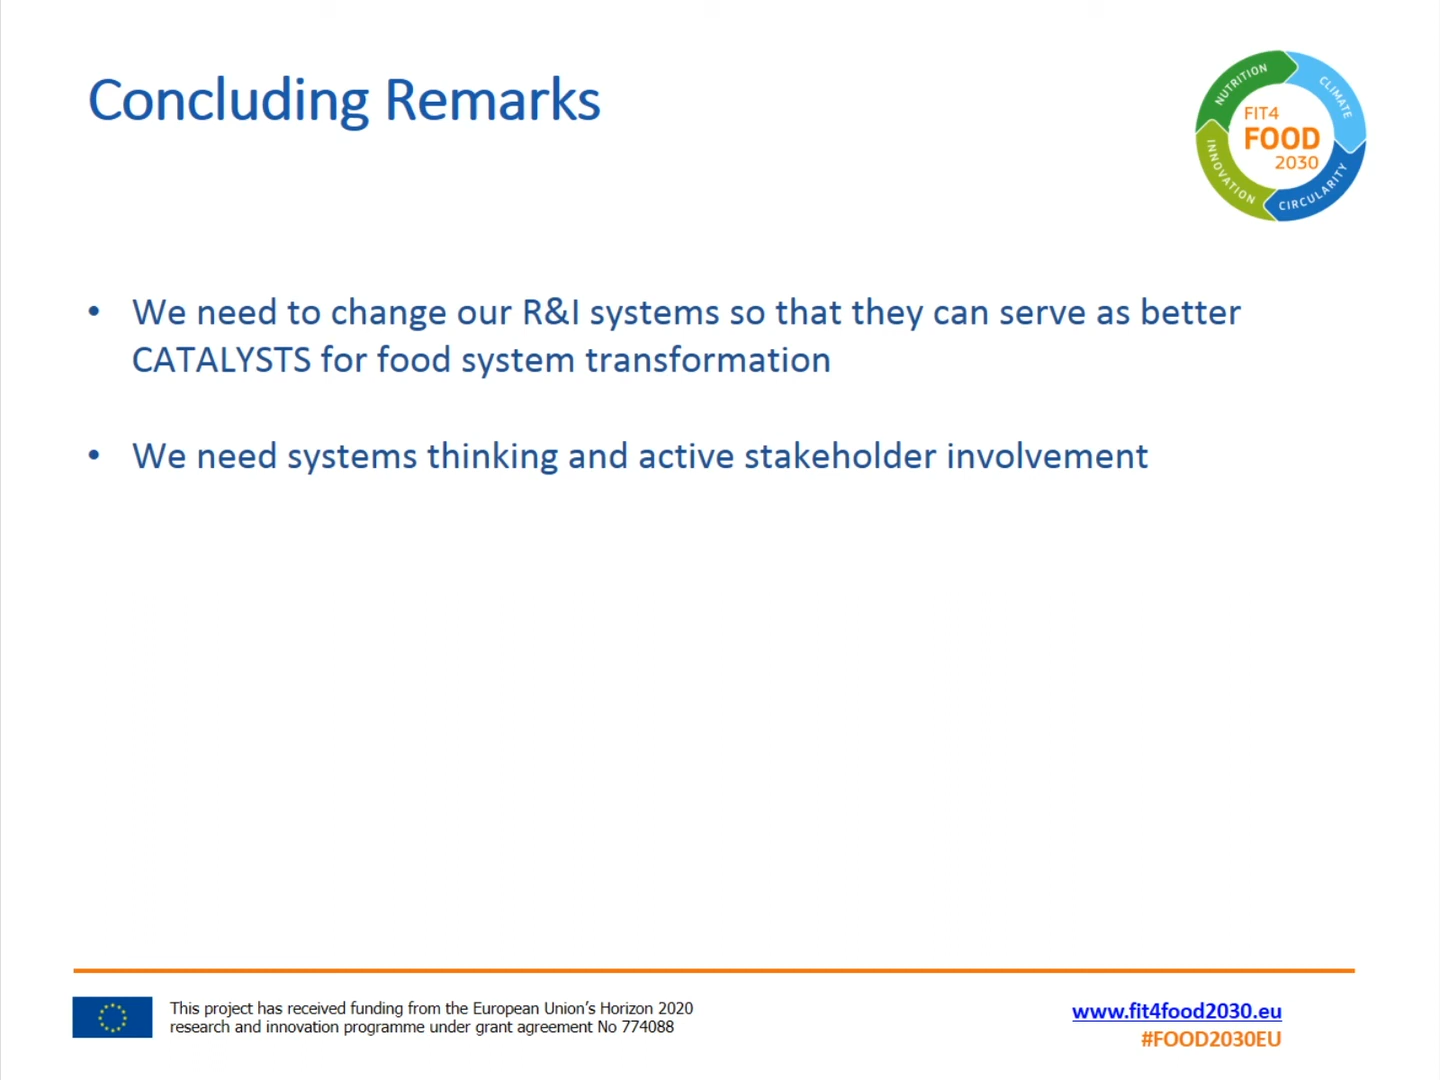 Concluding Remarks
NUTRITION
CLIMATE
FIT4
FOOD
2030
INNOVATION
CIRCULARITY
• We need to change our R&I systems so that they can serve as better
CATALYSTS for food system transformation
• We need systems thinking and active stakeholder involvement
This project has received funding from the European Union’s Horizon 2020
research and innovation programme under grant agreement No 774088
www.fit4food2030.eu
#FOOD2030EU